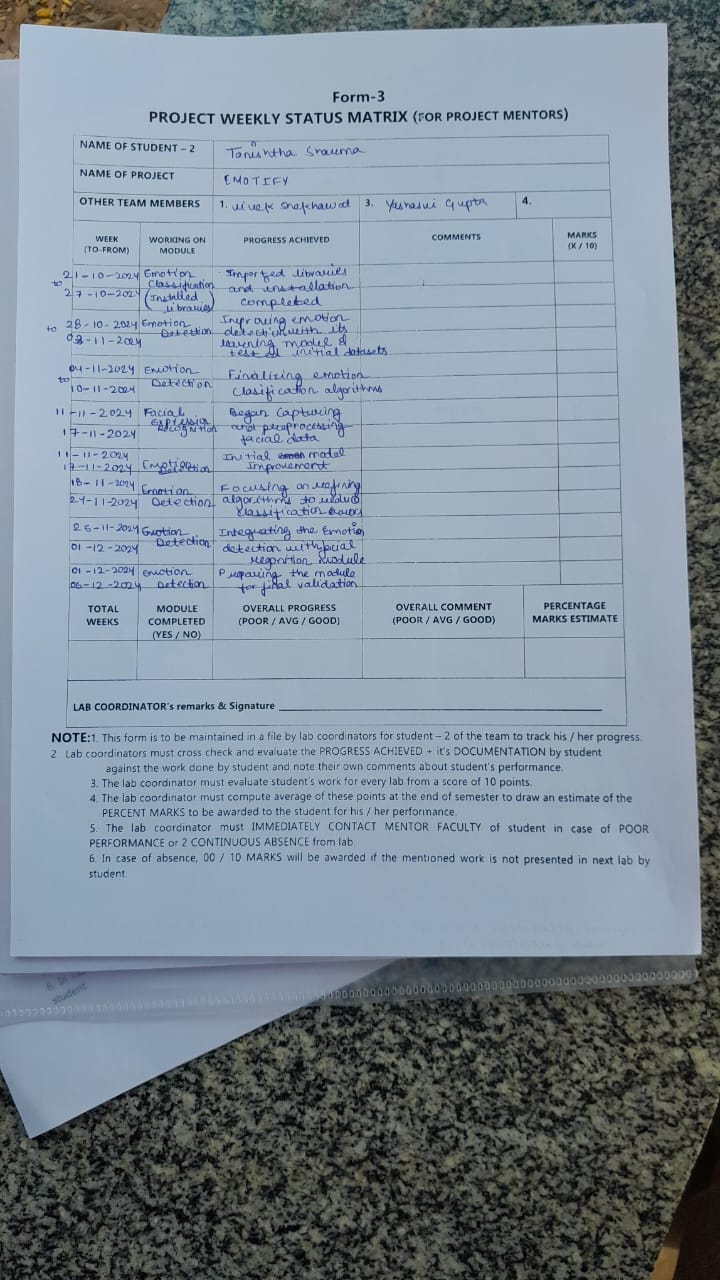 Form-3
PROJECT WEEKLY STATUS MATRIX (FOR PROJECT MENTORS)
NAME OF STUDENT – 2 Tanishtha Sharma
NAME OF PROJECT EMOTIFY
OTHER TEAM MEMBERS 1. Vivek Shekhawat 3. Yashasvi Gupta 4.
WEEK (TO-FROM) WORKING ON MODULE PROGRESS ACHIEVED COMMENTS MARKS (X / 10)
21-10-2024 Emotion Imported libraries
to Classification and installation
27-10-2024 (Installed libraries) completed
28-10-2024 Emotion Improving emotion
to Detection detection with its
03-11-2024 learning model &
test initial datasets
04-11-2024 Emotion Finalizing emotion
to Detection
10-11-2024 clasification algorithms
11-11-2024 Facial Began Capturing
Expression and preprocessing
17-11-2024 Recognition facial data
11-11-2024 Initial model
17-11-2024 Emotion Detection Improvement
18-11-2024 Emotion Focusing on refining
24-11-2024 Detection algorithms to reduce
classification errors
25-11-2024 Emotion Integrating the Emotion
01-12-2024 Detection detection with facial
regonition module
01-12-2024 Emotion Preparing the module
06-12-2024 Detection for final validation
TOTAL WEEKS MODULE COMPLETED (YES / NO) OVERALL PROGRESS (POOR / AVG / GOOD) OVERALL COMMENT (POOR / AVG / GOOD) PERCENTAGE MARKS ESTIMATE
LAB COORDINATOR's remarks & Signature
NOTE:1. This form is to be maintained in a file by lab coordinators for student – 2 of the team to track his / her progress.
2 Lab coordinators must cross check and evaluate the PROGRESS ACHIEVED + it's DOCUMENTATION by student
against the work done by student and note their own comments about student's performance.
3. The lab coordinator must evaluate student's work for every lab from a score of 10 points.
4. The lab coordinator must compute average of these points at the end of semester to draw an estimate of the
PERCENT MARKS to be awarded to the student for his / her performance.
5. The lab coordinator must IMMEDIATELY CONTACT MENTOR FACULTY of student in case of POOR
PERFORMANCE or 2 CONTINUOUS ABSENCE from lab
6. In case of absence, 00 / 10 MARKS will be awarded if the mentioned work is not presented in next lab by
student.
6. In
student